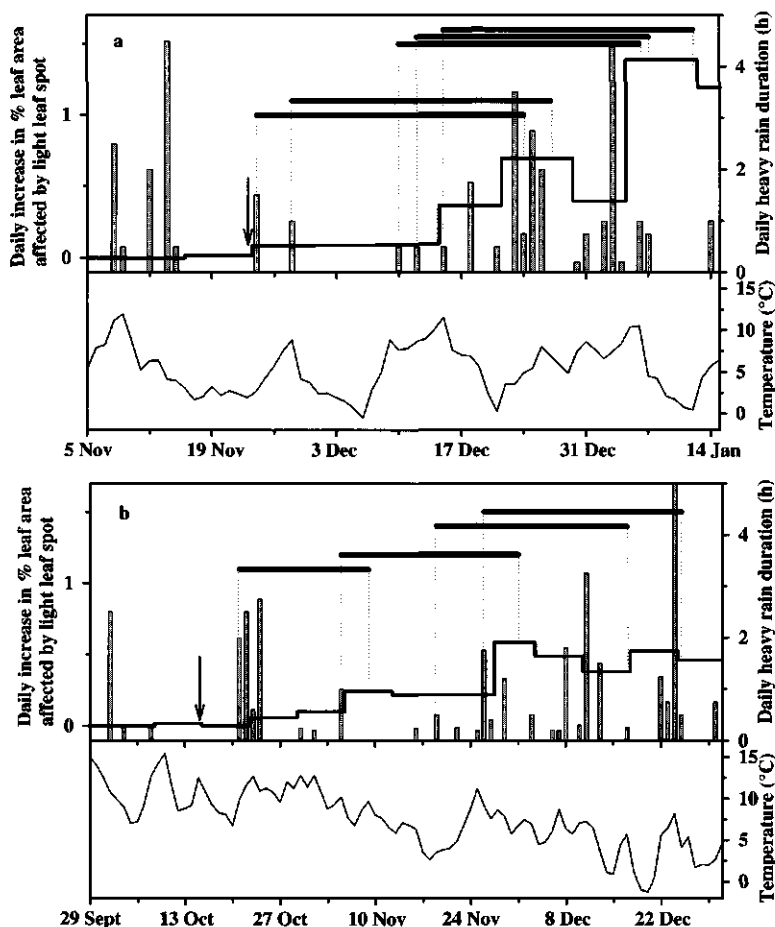 a
Daily increase in % leaf area
affected by light leaf spot
1
0
4
2
0
Daily heavy rain duration (h)
15
10
5
0
Temperature (°C)
5 Nov 19 Nov 3 Dec 17 Dec 31 Dec 14 Jan
b
Daily increase in % leaf area
affected by light leaf spot
1
0
4
2
0
Daily heavy rain duration (h)
15
10
5
0
Temperature (°C)
29 Sept 13 Oct 27 Oct 10 Nov 24 Nov 8 Dec 22 Dec